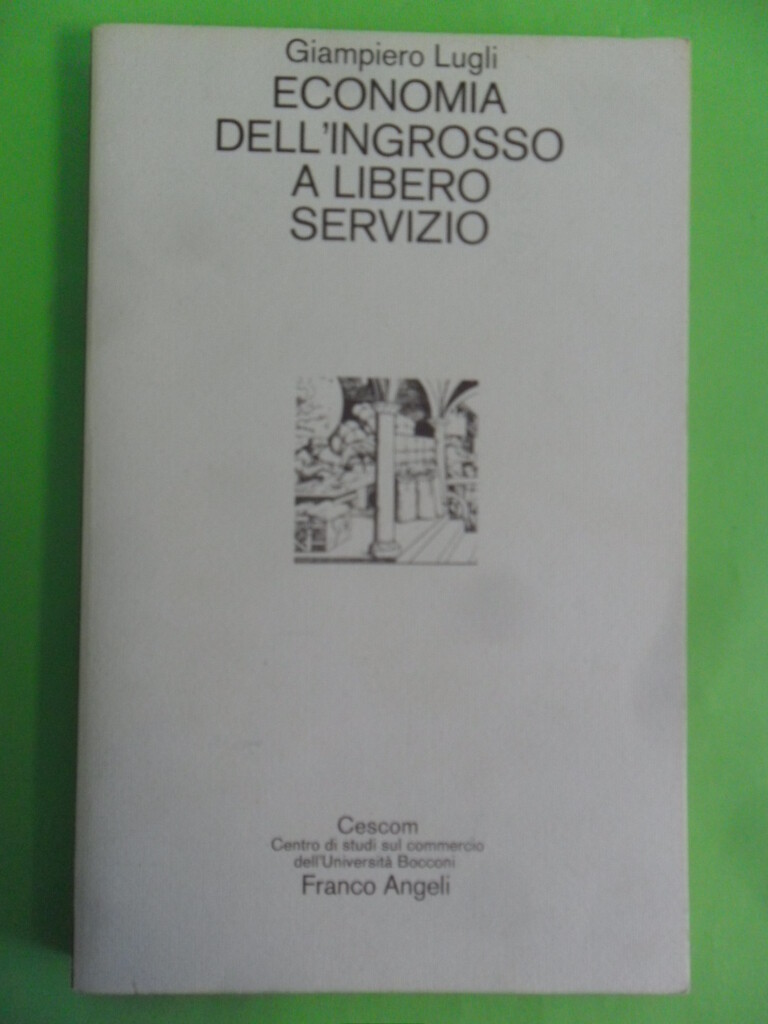 Giampiero Lugli
ECONOMIA
DELL'INGROSSO
A LIBERO
SERVIZIO
Cescom
Centro di studi sul commercio
dell'Università Bocconi
Franco Angeli